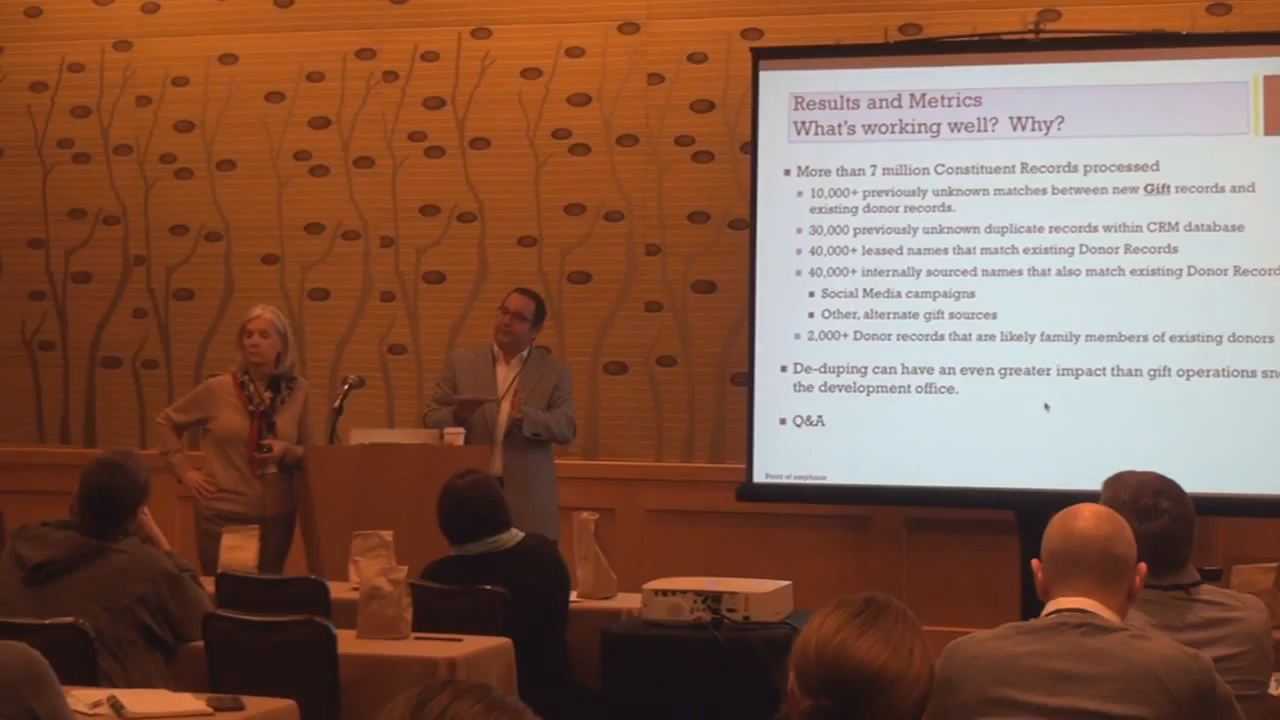 Results and Metrics
What's working well? Why?
More than 7 million Constituent Records processed
10,000+ previously unknown matches between new Gift records and
existing donor records.
30,000 previously unknown duplicate records within CRM database
40,000+ leased names that match existing Donor Records
40,000+ internally sourced names that also match existing Donor Record
Social Media campaigns
Other, alternate gift sources
2,000+ Donor records that are likely family members of existing donors
De-duping can have an even greater impact than gift operations
the development office.
Q&A
Point of emphasis